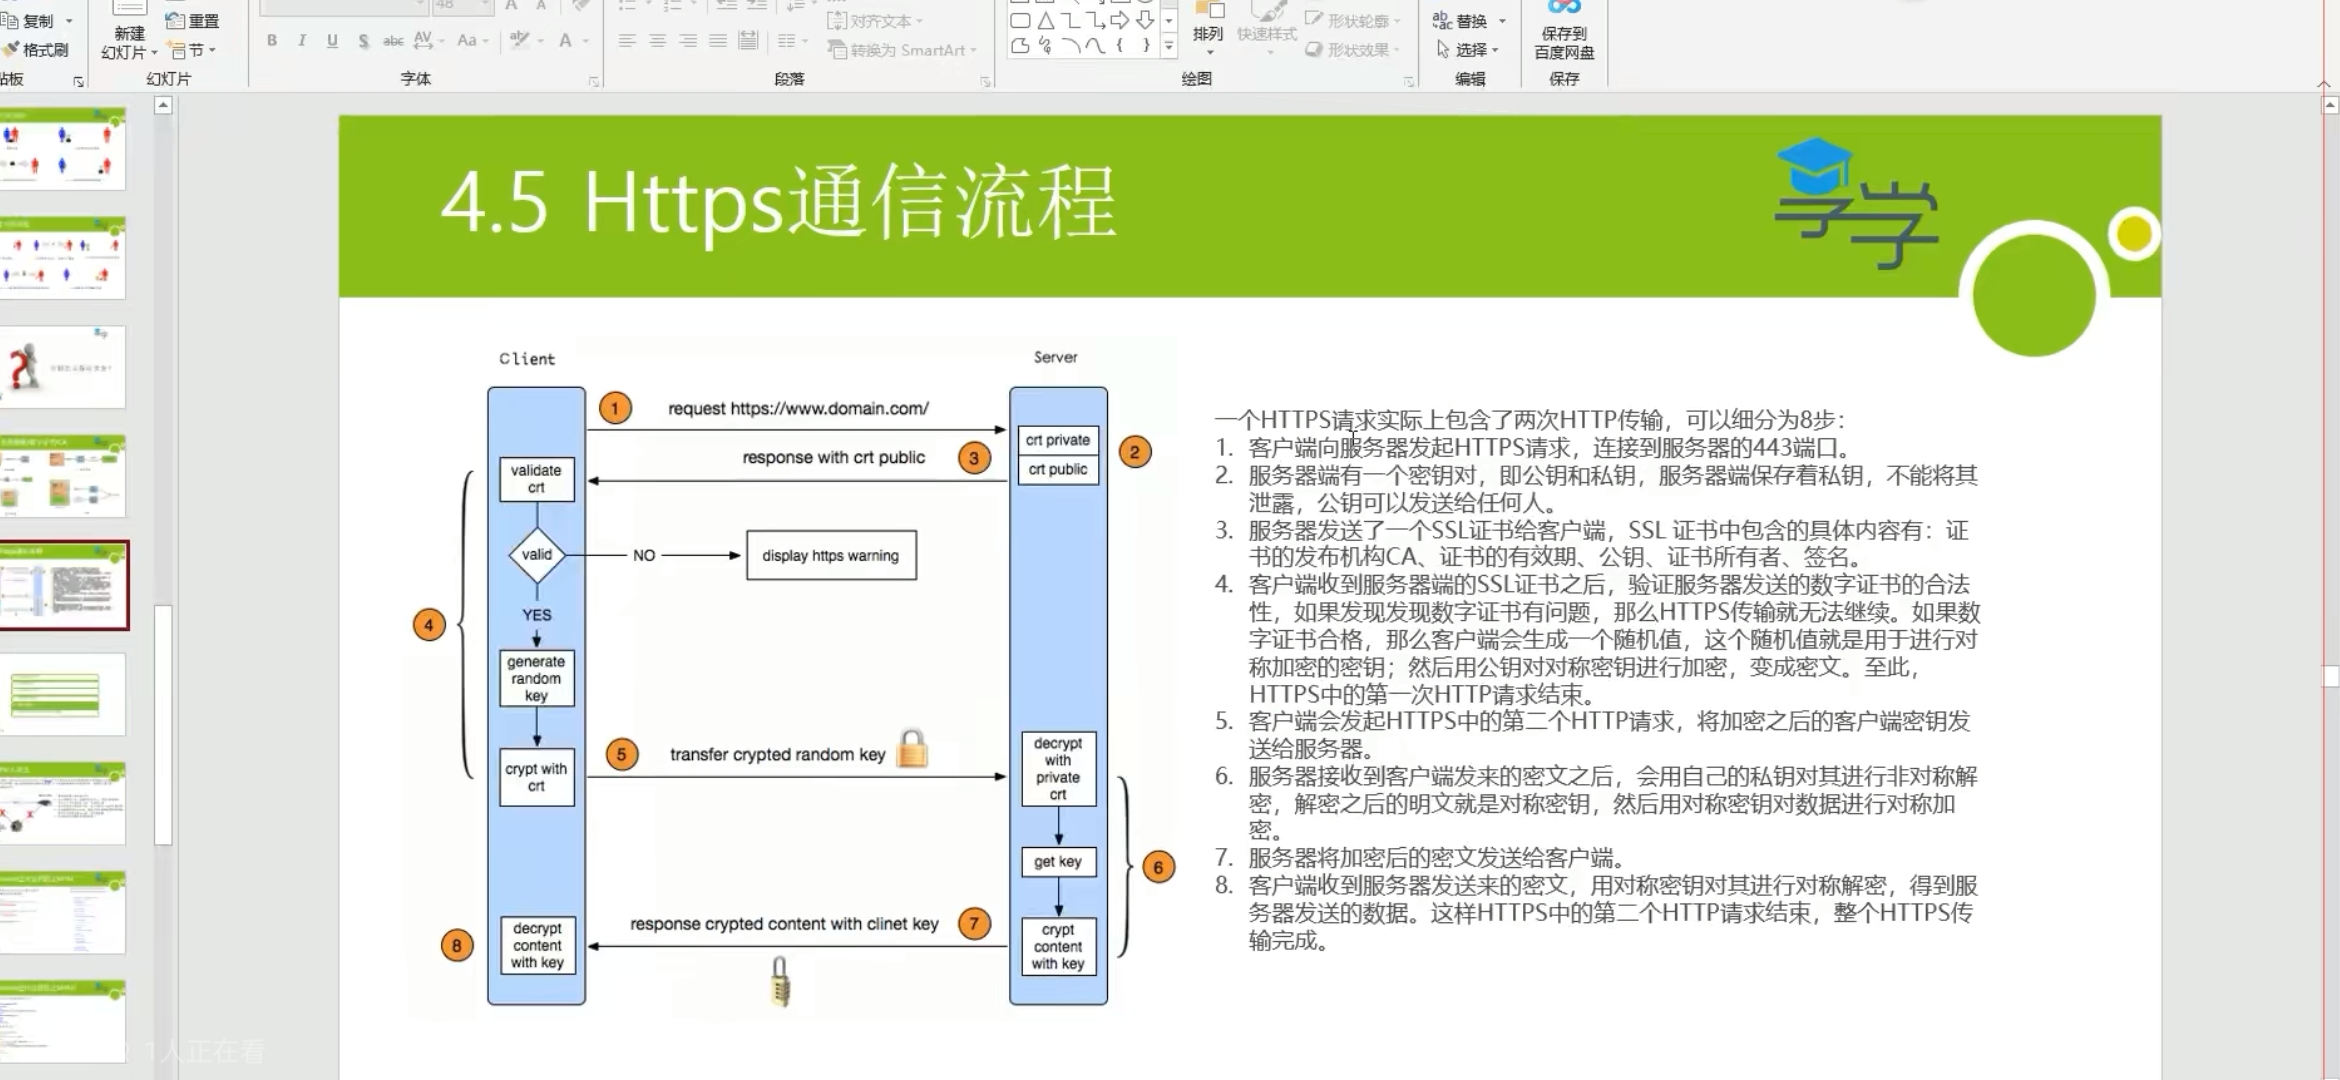 复制
格式刷
新建
幻灯片
重置
节
幻灯片
48
B I U S abc AV Aa A
字体
对齐文本
转换为 SmartArt
段落
排列
快速样式
形状轮廓
形状效果
绘图
替换
选择
编辑
保存到
百度网盘
保存
4.5 Https通信流程
Client
Server
1
request https://www.domain.com/
crt private
crt public
2
response with crt public
3
validate
crt
valid
NO
display https warning
YES
4
generate
random
key
crypt with
crt
5
transfer crypted random key
decrypt
with
private
crt
get key
6
crypt
content
with key
response crypted content with clinet key
7
8
decrypt
content
with key
一个HTTPS请求实际上包含了两次HTTP传输，可以细分为8步：
1. 客户端向服务器发起HTTPS请求，连接到服务器的443端口。
2. 服务器端有一个密钥对，即公钥和私钥，服务器端保存着私钥，不能将其
泄露，公钥可以发送给任何人。
3. 服务器发送了一个SSL证书给客户端，SSL 证书中包含的具体内容有：证
书的发布机构CA、证书的有效期、公钥、证书所有者、签名。
4. 客户端收到服务器端的SSL证书之后，验证服务器发送的数字证书的合法
性，如果发现发现数字证书有问题，那么HTTPS传输就无法继续。如果数
字证书合格，那么客户端会生成一个随机值，这个随机值就是用于进行对
称加密的密钥；然后用公钥对对称密钥进行加密，变成密文。至此，
HTTPS中的第一次HTTP请求结束。
5. 客户端会发起HTTPS中的第二个HTTP请求，将加密之后的客户端密钥发
送给服务器。
6. 服务器接收到客户端发来的密文之后，会用自己的私钥对其进行非对称解
密，解密之后的明文就是对称密钥，然后用对称密钥对数据进行对称加
密。
7. 服务器将加密后的密文发送给客户端。
8. 客户端收到服务器发送来的密文，用对称密钥对其进行对称解密，得到服
务器发送的数据。这样HTTPS中的第二个HTTP请求结束，整个HTTPS传
输完成。
1人正在看